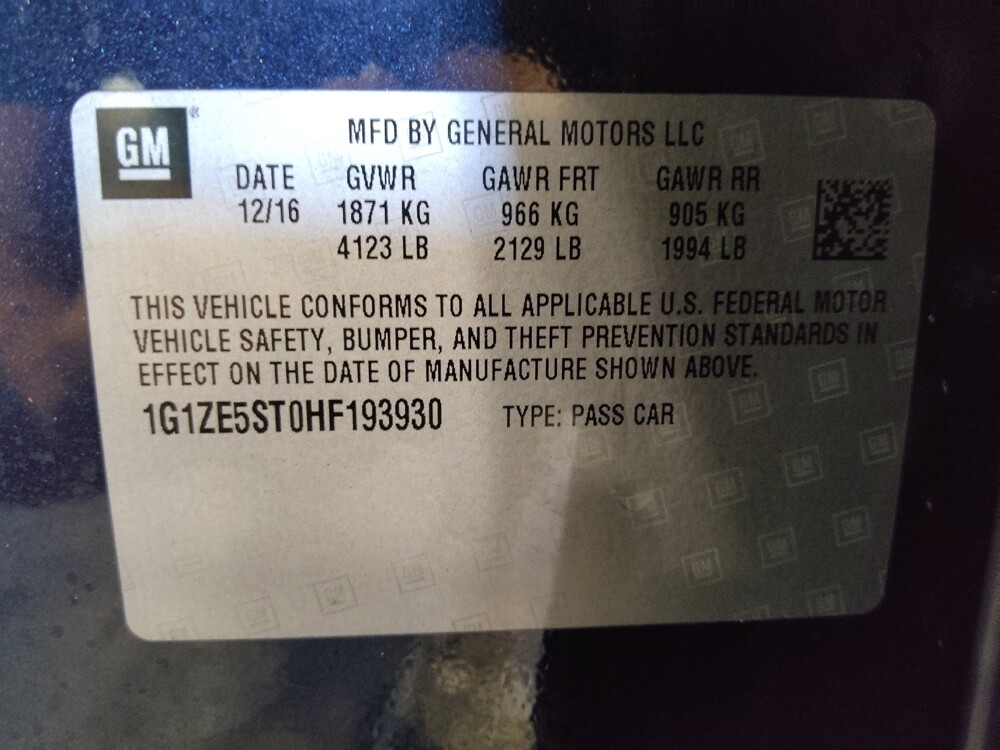 GM®
MFD BY GENERAL MOTORS LLC
DATE GVWR GAWR FRT GAWR RR
12/16 1871 KG 966 KG 905 KG
4123 LB 2129 LB 1994 LB
THIS VEHICLE CONFORMS TO ALL APPLICABLE U.S. FEDERAL MOTOR
VEHICLE SAFETY, BUMPER, AND THEFT PREVENTION STANDARDS IN
EFFECT ON THE DATE OF MANUFACTURE SHOWN ABOVE.
1G1ZE5ST0HF193930 TYPE: PASS CAR